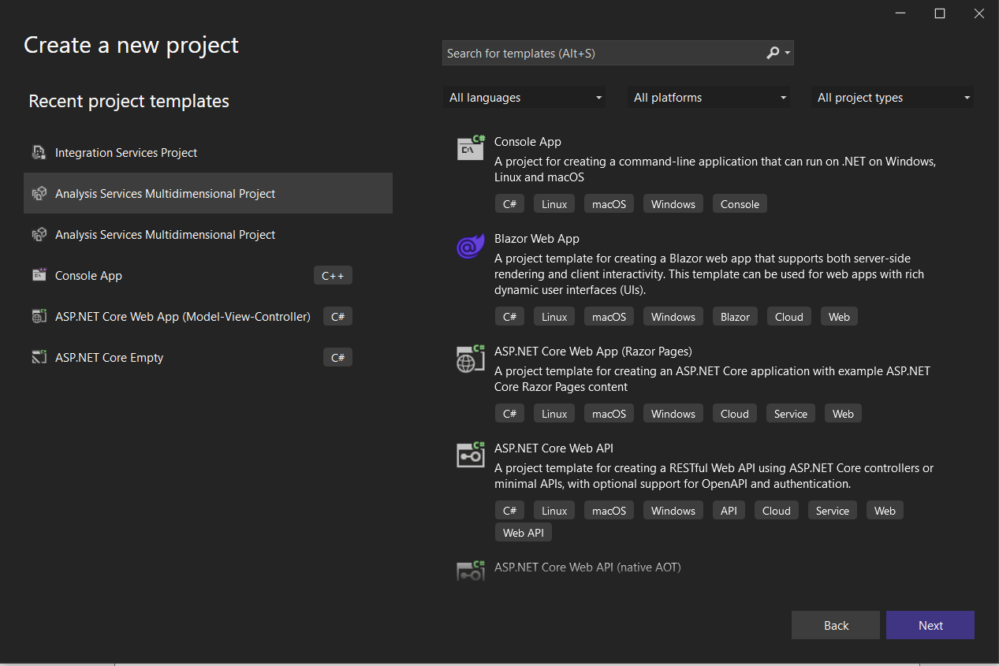 Create a new project
Search for templates (Alt+S)
Recent project templates
All languages
All platforms
All project types
Integration Services Project
Analysis Services Multidimensional Project
Analysis Services Multidimensional Project
Console App
C++
ASP.NET Core Web App (Model-View-Controller)
C#
ASP.NET Core Empty
C#
Console App
A project for creating a command-line application that can run on .NET on Windows,
Linux and macOS
C# Linux macOS Windows Console
Blazor Web App
A project template for creating a Blazor web app that supports both server-side
rendering and client interactivity. This template can be used for web apps with rich
dynamic user interfaces (UIs).
C# Linux macOS Windows Blazor Cloud Web
ASP.NET Core Web App (Razor Pages)
A project template for creating an ASP.NET Core application with example ASP.NET
Core Razor Pages content
C# Linux macOS Windows Cloud Service Web
ASP.NET Core Web API
A project template for creating a RESTful Web API using ASP.NET Core controllers or
minimal APIs, with optional support for OpenAPI and authentication.
C# Linux macOS Windows API Cloud Service Web
Web API
ASP.NET Core Web API (native AOT)
Back
Next